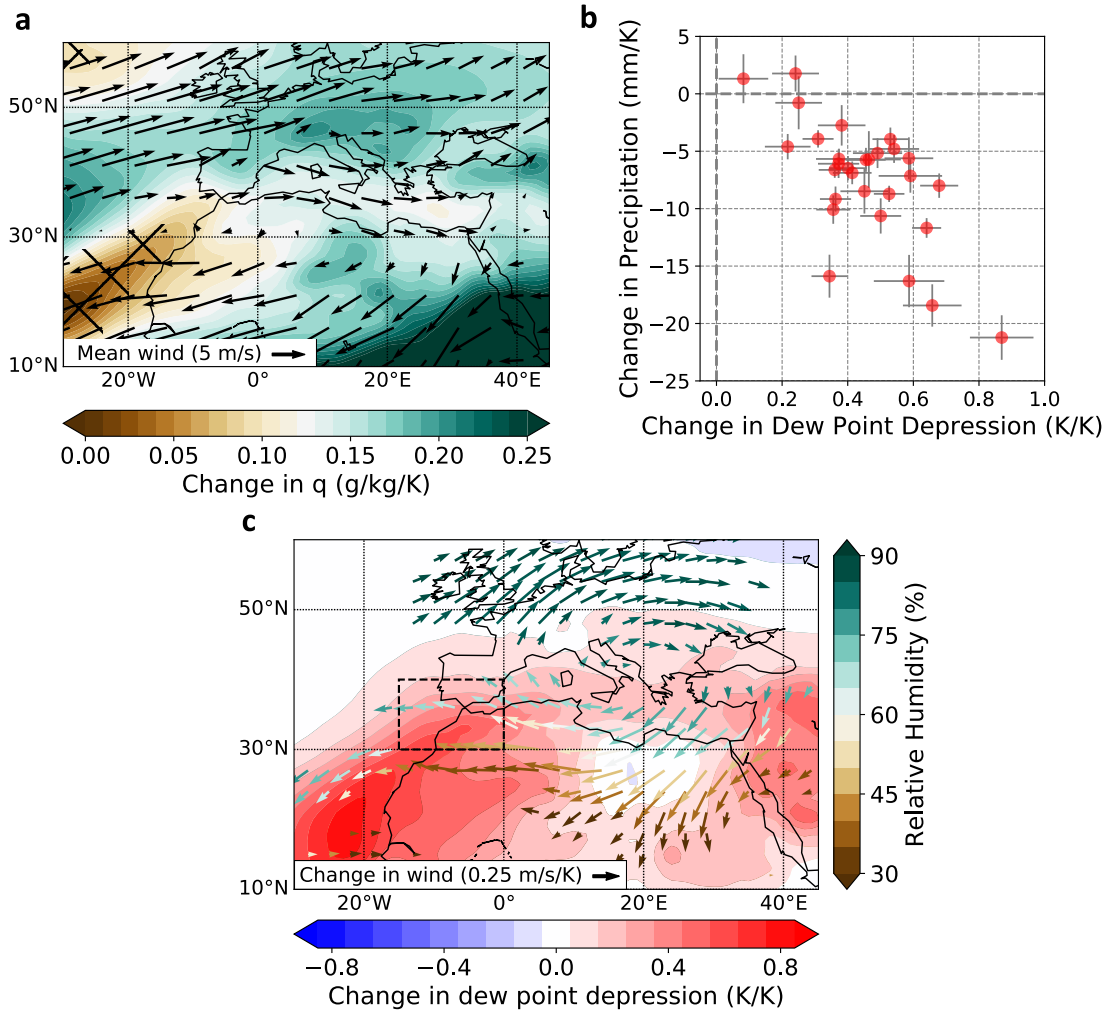 a
50°N
30°N
10°N
Mean wind (5 m/s)
20°W
0°
20°E
40°E
0.00
0.05
0.10
0.15
0.20
0.25
Change in q (g/kg/K)
b
5
0
−5
−10
−15
−20
−25
Change in Precipitation (mm/K)
0.0
0.2
0.4
0.6
0.8
1.0
Change in Dew Point Depression (K/K)
c
50°N
30°N
10°N
Change in wind (0.25 m/s/K)
20°W
0°
20°E
40°E
90
75
60
45
30
Relative Humidity (%)
−0.8
−0.4
0.0
0.4
0.8
Change in dew point depression (K/K)